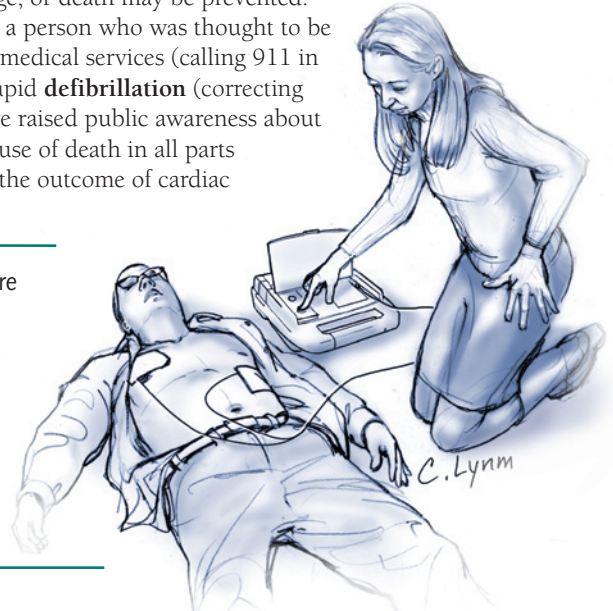 ge, or death may be prevented.
a person who was thought to be
medical services (calling 911 in
apid defibrillation (correcting
e raised public awareness about
use of death in all parts
the outcome of cardiac
re
C. Lynm